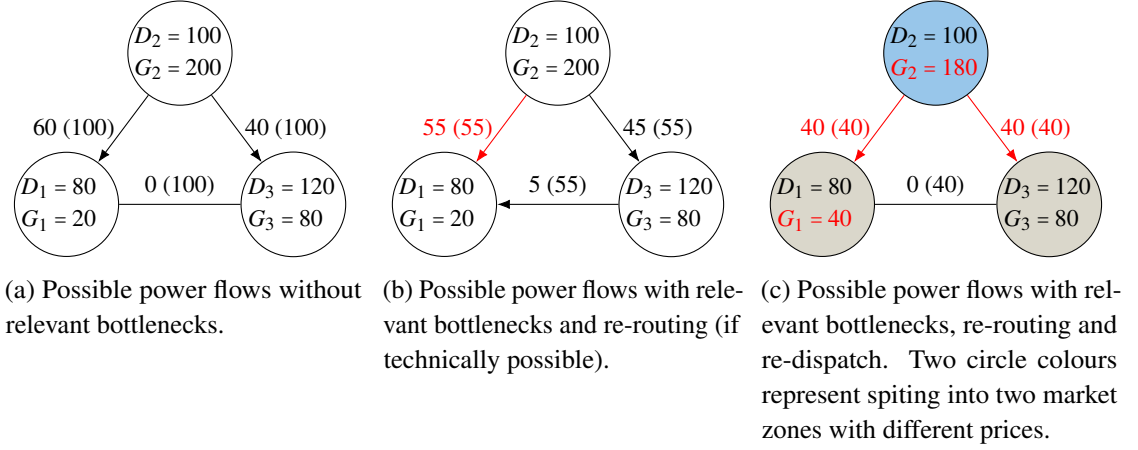 D₂ = 100
G₂ = 200
60 (100)
40 (100)
D₁ = 80
G₁ = 20
0 (100)
D₃ = 120
G₃ = 80
(a) Possible power flows without
relevant bottlenecks.
D₂ = 100
G₂ = 200
55 (55)
45 (55)
D₁ = 80
G₁ = 20
5 (55)
D₃ = 120
G₃ = 80
(b) Possible power flows with rele-
vant bottlenecks and re-routing (if
technically possible).
D₂ = 100
G₂ = 180
40 (40)
40 (40)
D₁ = 80
G₁ = 40
0 (40)
D₃ = 120
G₃ = 80
(c) Possible power flows with rel-
evant bottlenecks, re-routing and
re-dispatch. Two circle colours
represent spiting into two market
zones with different prices.